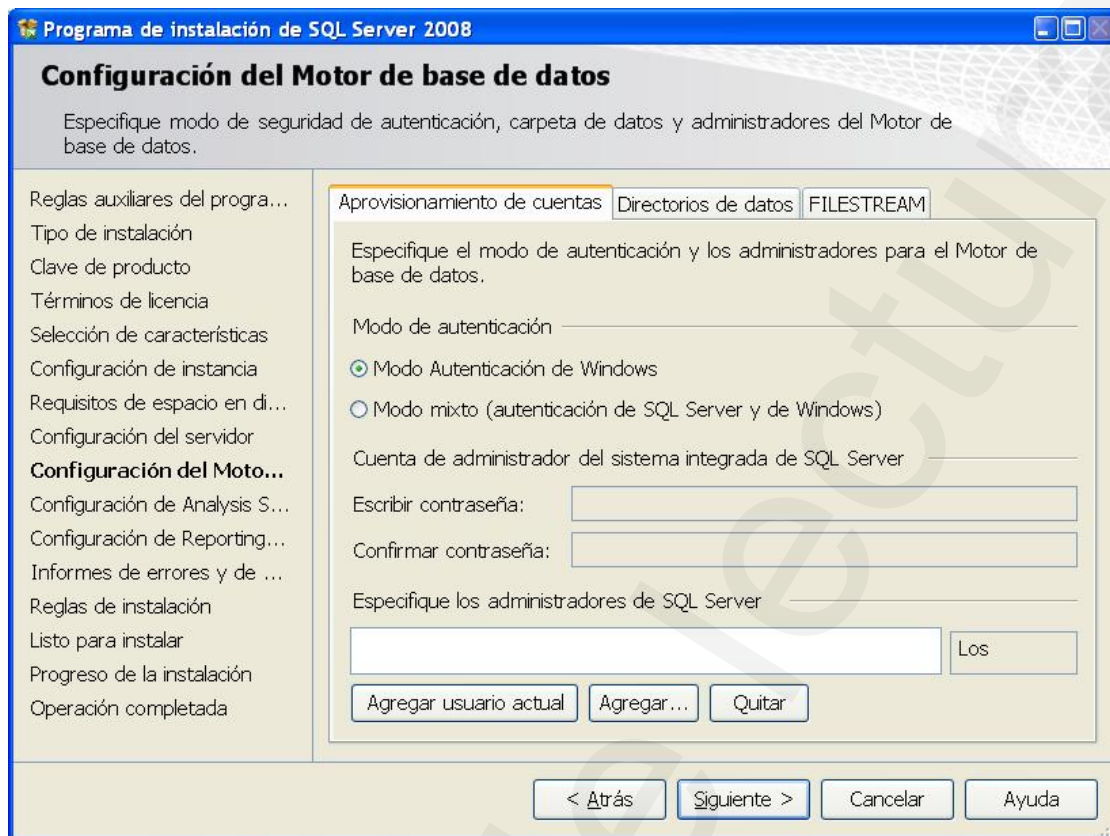 Programa de instalación de SQL Server 2008
Configuración del Motor de base de datos
Especifique modo de seguridad de autenticación, carpeta de datos y administradores del Motor de
base de datos.
Reglas auxiliares del progra...
Tipo de instalación
Clave de producto
Términos de licencia
Selección de características
Configuración de instancia
Requisitos de espacio en di...
Configuración del servidor
Configuración del Moto...
Configuración de Analysis S...
Configuración de Reporting...
Informes de errores y de ...
Reglas de instalación
Listo para instalar
Progreso de la instalación
Operación completada
Aprovisionamiento de cuentas
Directorios de datos
FILESTREAM
Especifique el modo de autenticación y los administradores para el Motor de
base de datos.
Modo de autenticación
Modo Autenticación de Windows
Modo mixto (autenticación de SQL Server y de Windows)
Cuenta de administrador del sistema integrada de SQL Server
Escribir contraseña:
Confirmar contraseña:
Especifique los administradores de SQL Server
Los
Agregar usuario actual
Agregar...
Quitar
< Atrás
Siguiente >
Cancelar
Ayuda